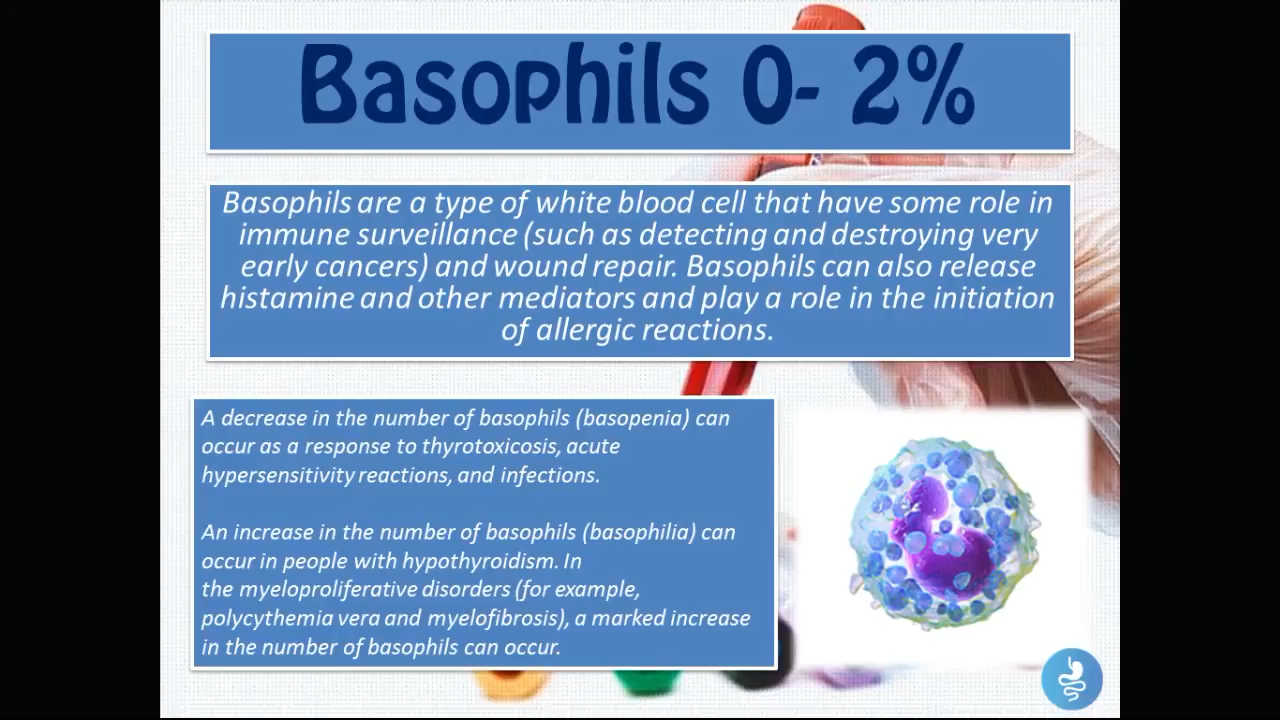 Basophils 0- 2%
Basophils are a type of white blood cell that have some role in
immune surveillance (such as detecting and destroying very
early cancers) and wound repair. Basophils can also release
histamine and other mediators and play a role in the initiation
of allergic reactions.
A decrease in the number of basophils (basopenia) can
occur as a response to thyrotoxicosis, acute
hypersensitivity reactions, and infections.
An increase in the number of basophils (basophilia) can
occur in people with hypothyroidism. In
the myeloproliferative disorders (for example,
polycythemia vera and myelofibrosis), a marked increase
in the number of basophils can occur.